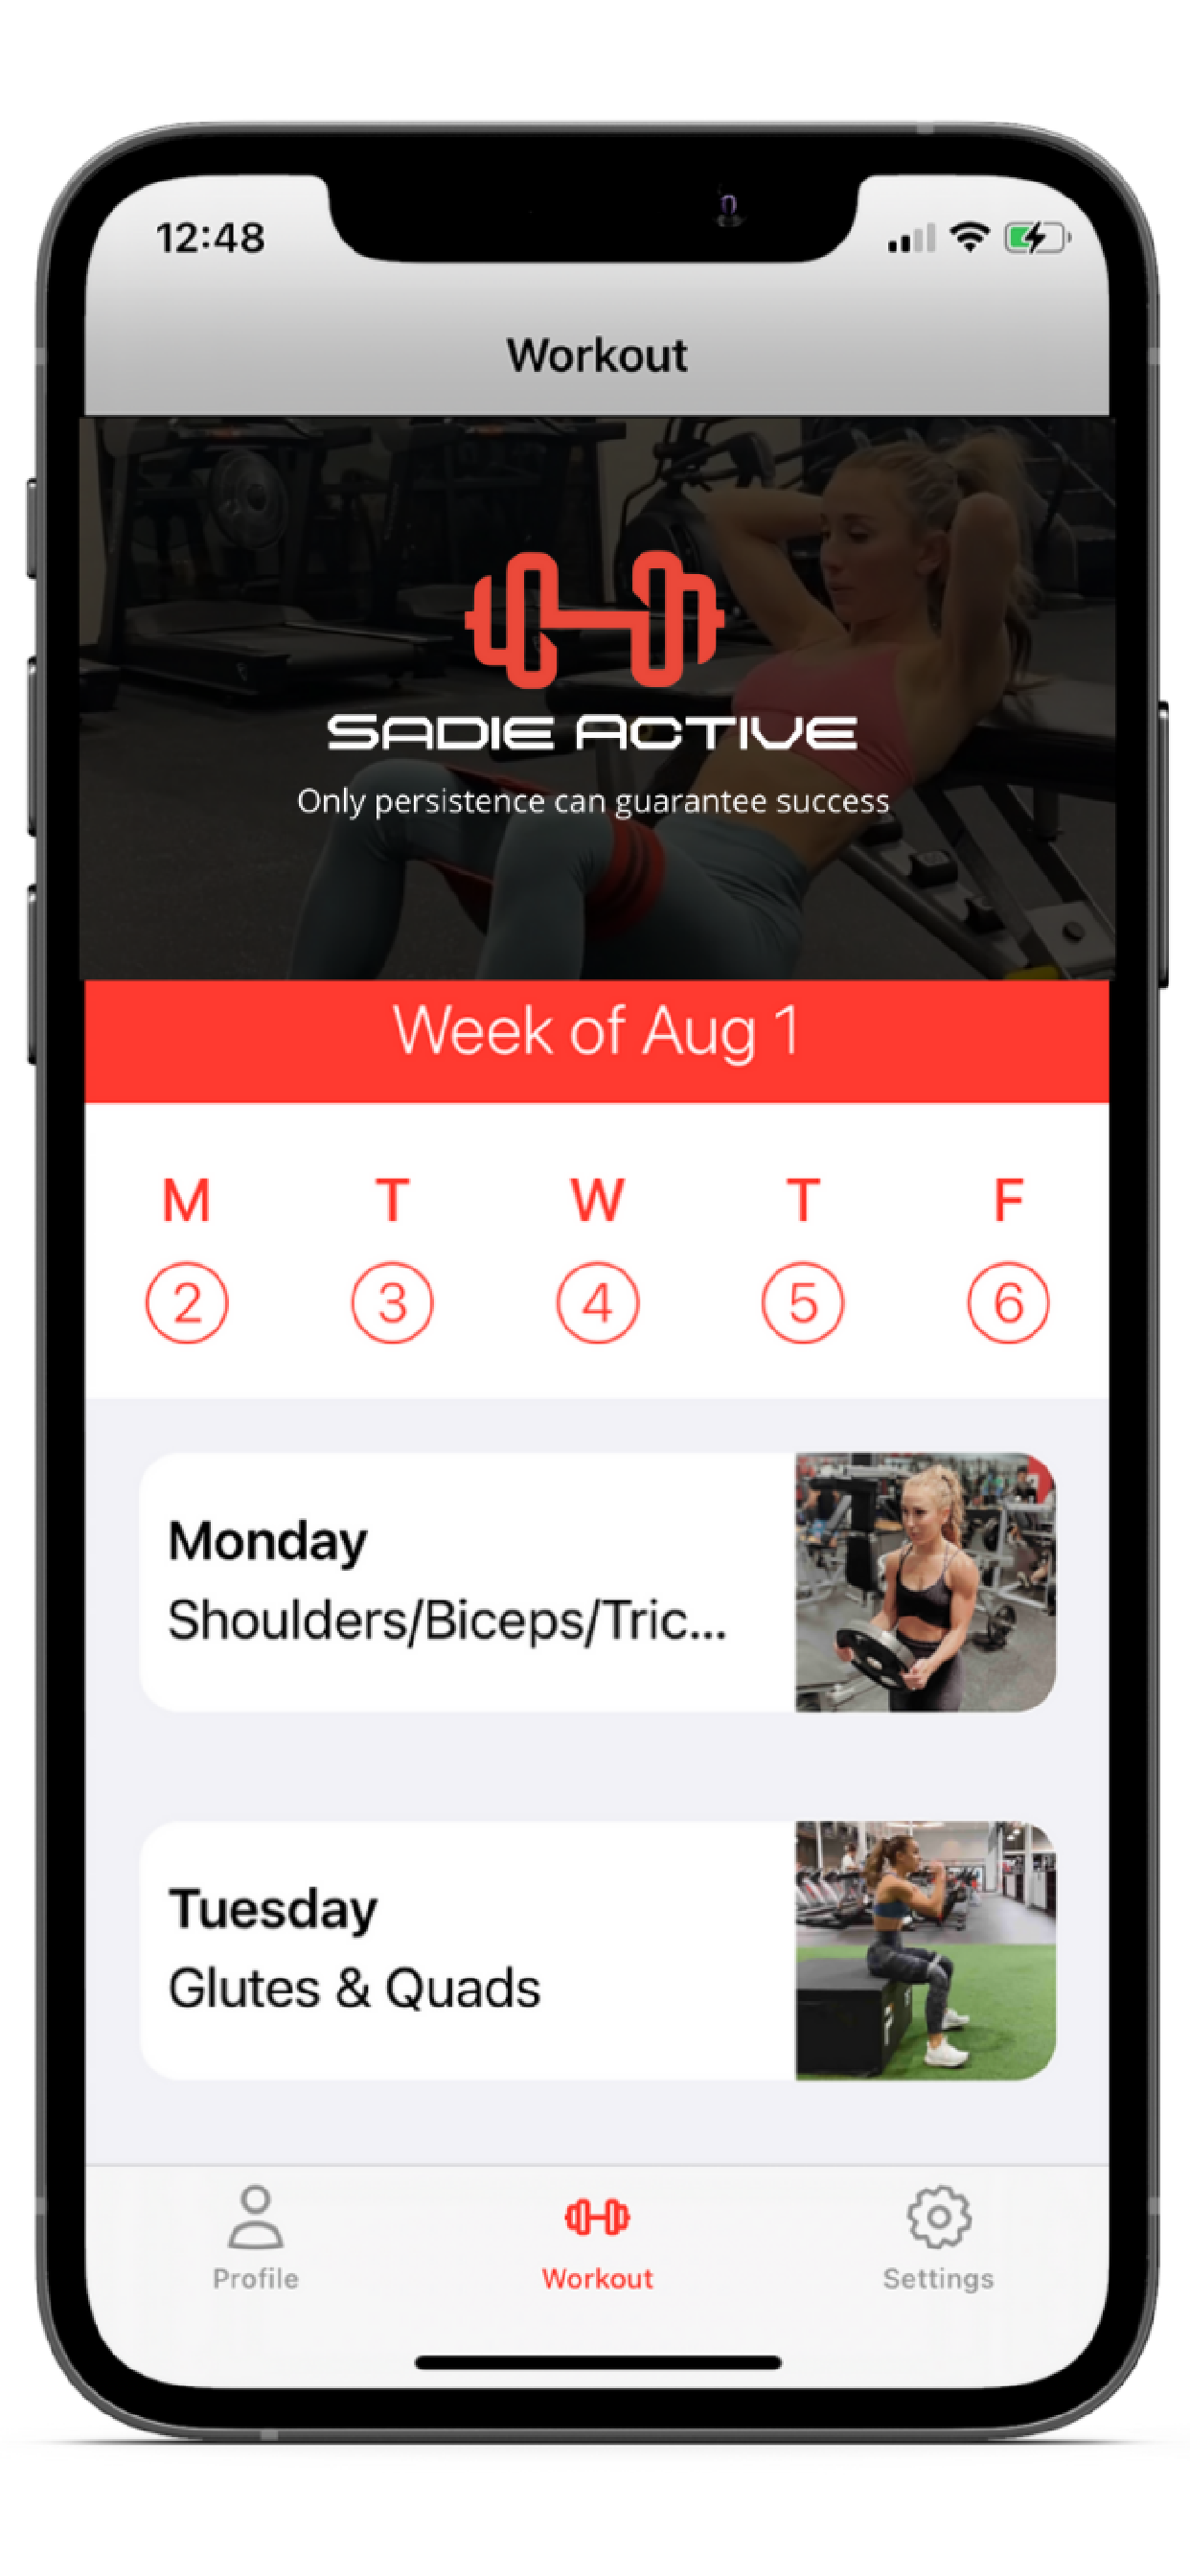 12:48
Workout
SADIE ACTIVE
Only persistence can guarantee success
Week of Aug 1
M T W T F
2 3 4 5 6
Monday
Shoulders/Biceps/Tric...
Tuesday
Glutes & Quads
Profile Workout Settings